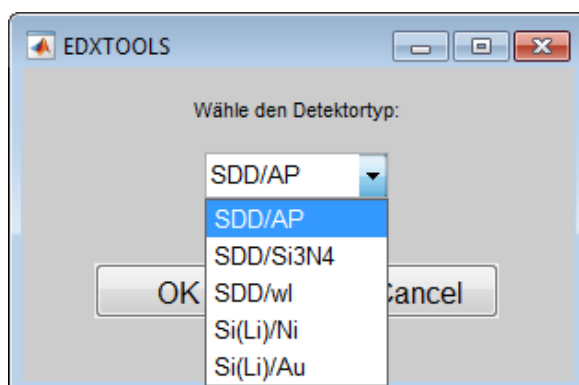 EDXTOOLS
Wähle den Detektortyp:
SDD/AP
SDD/AP
SDD/Si3N4
OK Cancel
SDD/wl
Si(Li)/Ni
Si(Li)/Au